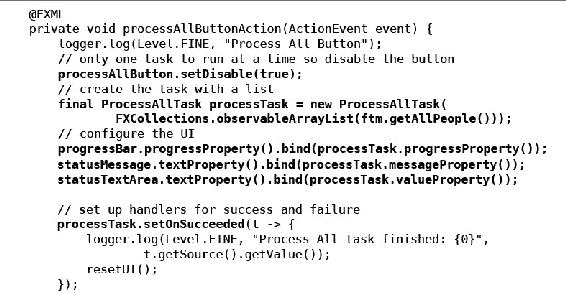 @FXML
private void processAllButtonAction(ActionEvent event) {
logger.log(Level.FINE, "Process All Button");
// only one task to run at a time so disable the button
processAllButton.setDisable(true);
// create the task with a list
final ProcessAllTask processTask = new ProcessAllTask(
FXCollections.observableArrayList(ftm.getAllPeople()));
// configure the UI
progressBar.progressProperty().bind(processTask.progressProperty());
statusMessage.textProperty().bind(processTask.messageProperty());
statusTextArea.textProperty().bind(processTask.valueProperty());
// set up handlers for success and failure
processTask.setOnSucceeded(t -> {
logger.log(Level.FINE, "Process All task finished: {0}",
t.getSource().getValue());
resetUI();
});